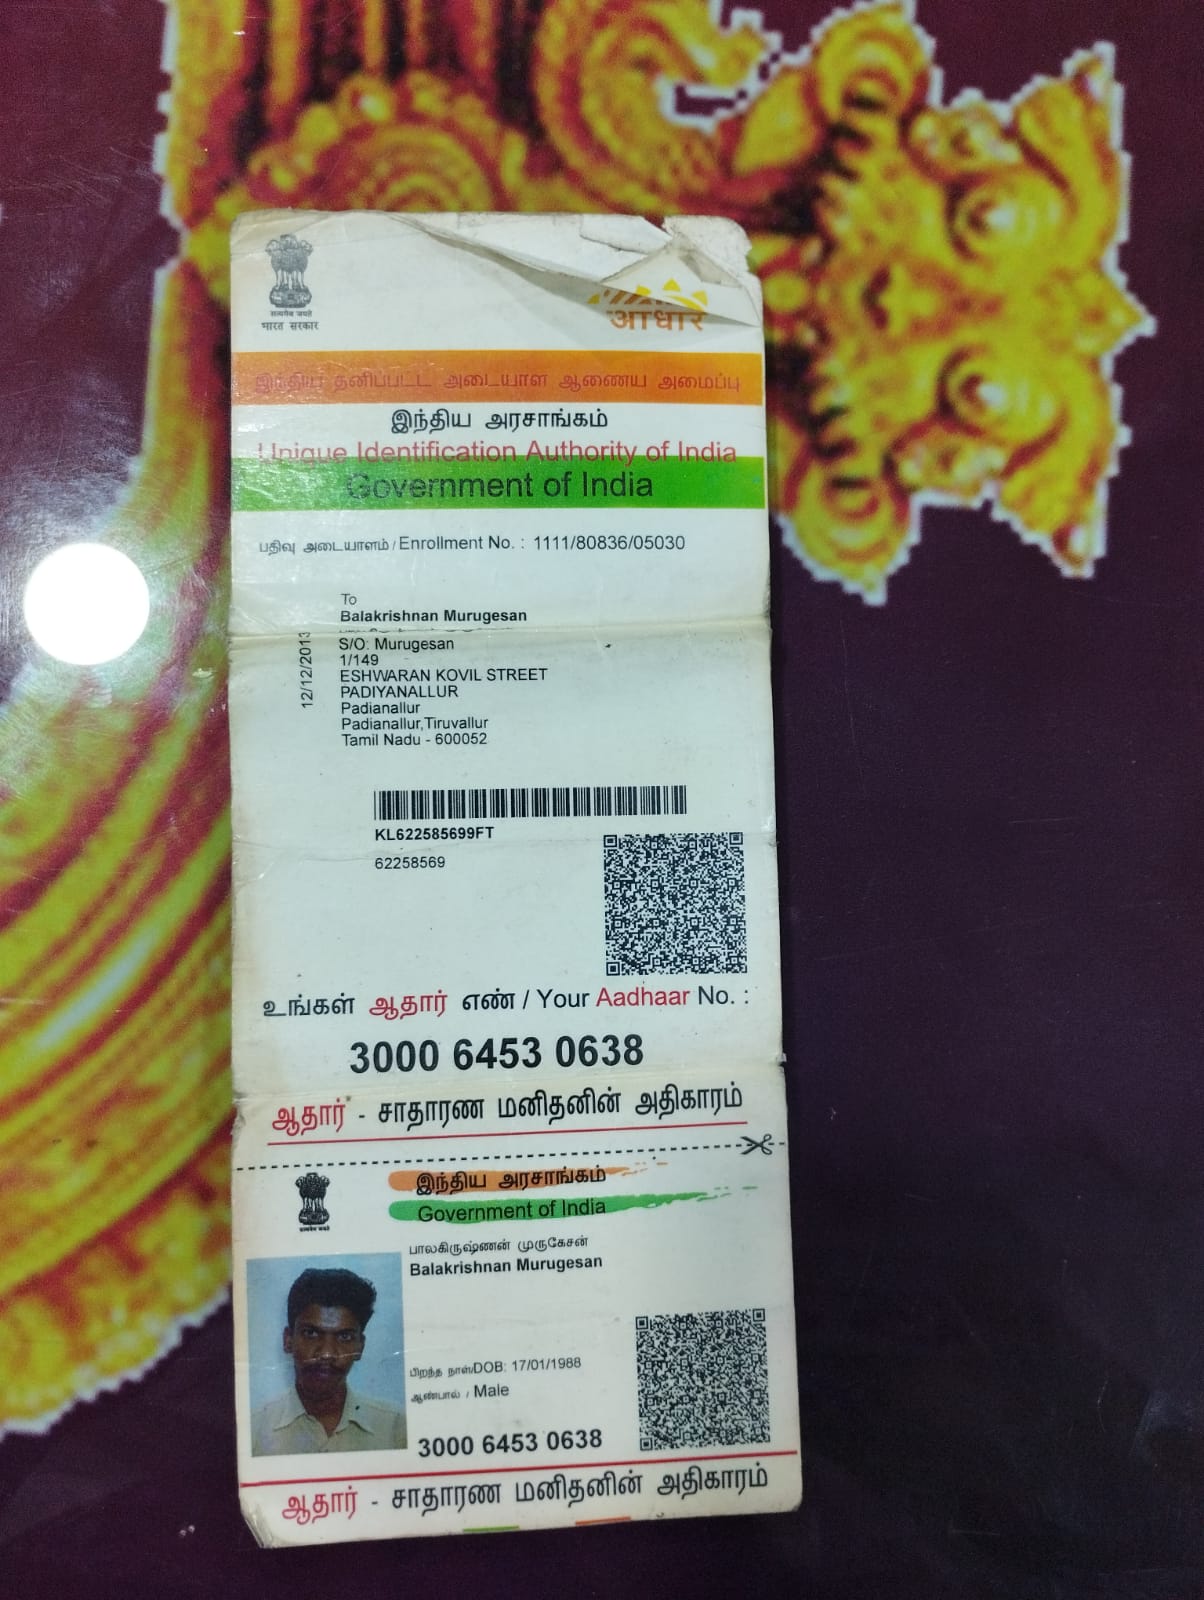 सत्यमेव जयते
भारत सरकार
आधार
இந்திய தனிப்பட்ட அடையாள ஆணைய அமைப்பு
இந்திய அரசாங்கம்
Unique Identification Authority of India
Government of India
பதிவு அடையாளம் / Enrollment No. : 1111/80836/05030
12/12/2013
To
Balakrishnan Murugesan
S/O: Murugesan
1/149
ESHWARAN KOVIL STREET
PADIYANALLUR
Padianallur
Padianallur,Tiruvallur
Tamil Nadu - 600052
KL622585699FT
62258569
உங்கள் ஆதார் எண் / Your Aadhaar No. :
3000 6453 0638
ஆதார் - சாதாரண மனிதனின் அதிகாரம்
இந்திய அரசாங்கம்
Government of India
பாலகிருஷ்ணன் முருகேசன்
Balakrishnan Murugesan
பிறந்த நாள்/DOB: 17/01/1988
ஆண்பால் / Male
3000 6453 0638
ஆதார் - சாதாரண மனிதனின் அதிகாரம்